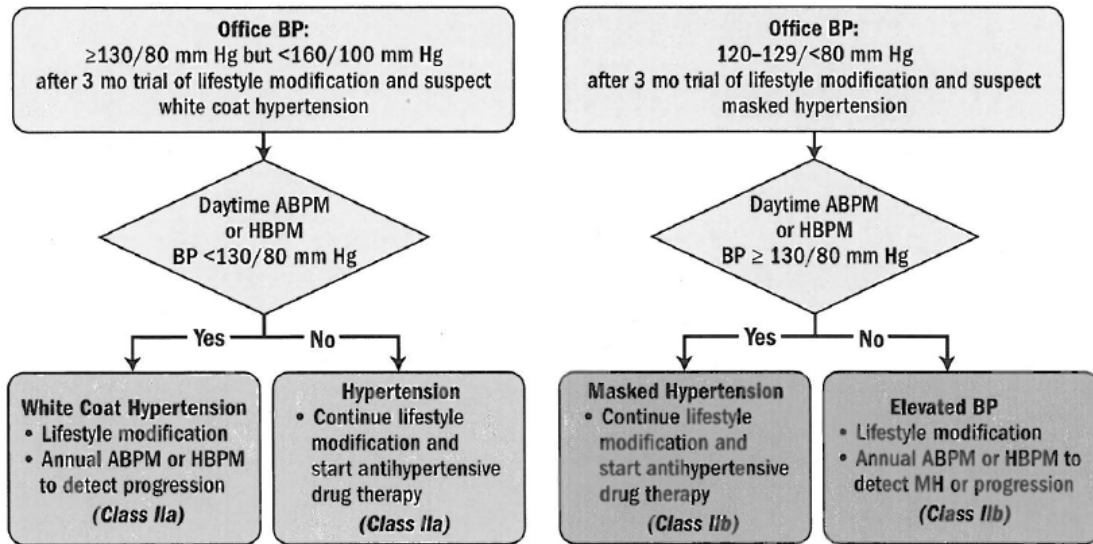 Office BP:
≥130/80 mm Hg but <160/100 mm Hg
after 3 mo trial of lifestyle modification and suspect
white coat hypertension
Daytime ABPM
or HBPM
BP <130/80 mm Hg
Yes
No
White Coat Hypertension
• Lifestyle modification
• Annual ABPM or HBPM
to detect progression
(Class IIa)
Hypertension
• Continue lifestyle
modification and
start antihypertensive
drug therapy
(Class IIa)
Office BP:
120–129/<80 mm Hg
after 3 mo trial of lifestyle modification and suspect
masked hypertension
Daytime ABPM
or HBPM
BP ≥ 130/80 mm Hg
Yes
No
Masked Hypertension
• Continue lifestyle
modification and
start antihypertensive
drug therapy
(Class IIb)
Elevated BP
• Lifestyle modification
• Annual ABPM or HBPM to
detect MH or progression
(Class IIb)